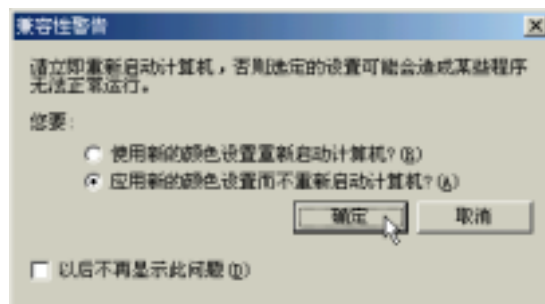 兼容性警告
请立即重新启动计算机，否则选定的设置可能会造成某些程序
无法正常运行。
您要：
使用新的颜色设置重新启动计算机？(R)
应用新的颜色设置而不重新启动计算机？(A)
确定 取消
以后不再显示此问题(D)